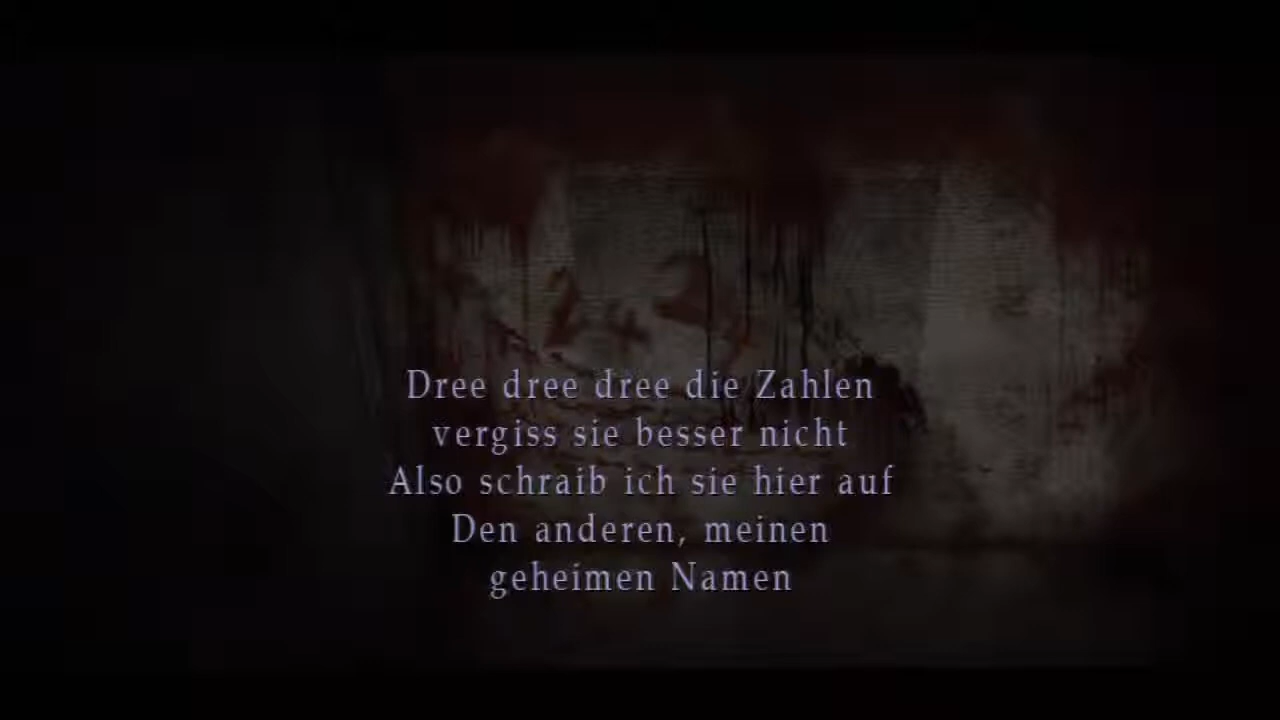 Dree dree dree die Zahlen
vergiss sie besser nicht
Also schraib ich sie hier auf
Den anderen, meinen
geheimen Namen